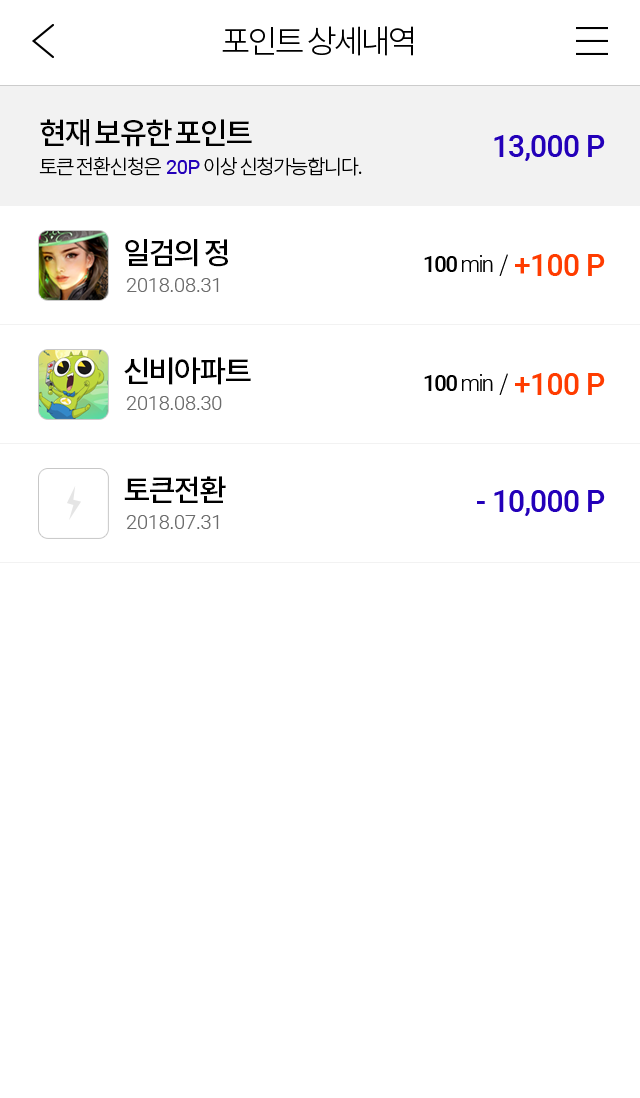 포인트 상세내역
현재 보유한 포인트
13,000 P
토큰 전환신청은 20P 이상 신청가능합니다.
일검의 정
100 min / +100 P
2018.08.31
신비아파트
100 min / +100 P
2018.08.30
토큰전환
- 10,000 P
2018.07.31